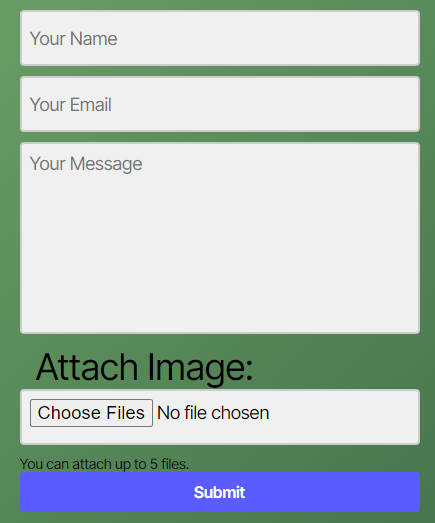 Your Name
Your Email
Your Message
Attach Image:
Choose Files No file chosen
You can attach up to 5 files.
Submit